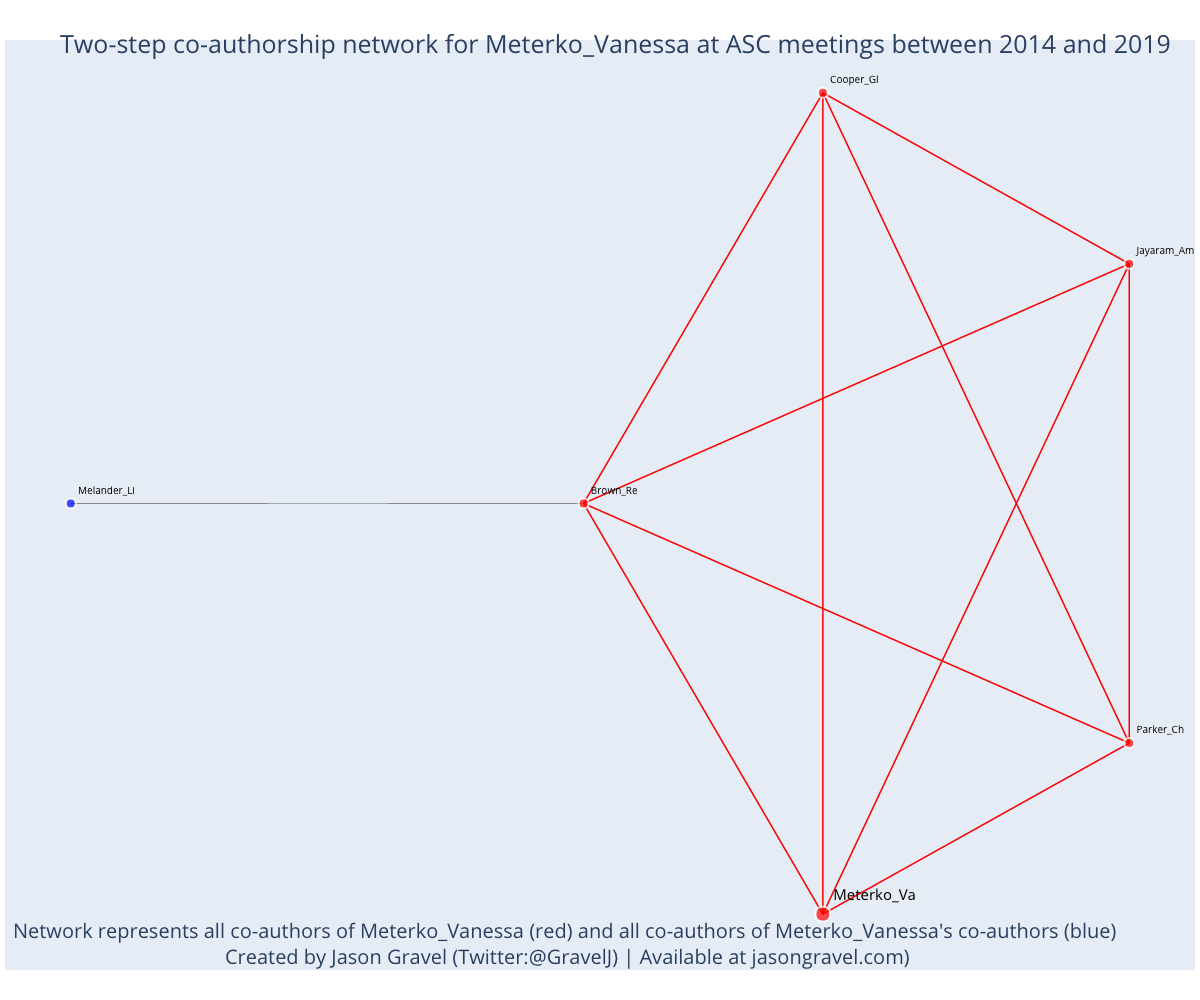 Two-step co-authorship network for Meterko_Vanessa at ASC meetings between 2014 and 2019
Cooper_Gl
Jayaram_Am
Melander_Li
Brown_Re
Parker_Ch
Meterko_Va
Network represents all co-authors of Meterko_Vanessa (red) and all co-authors of Meterko_Vanessa's co-authors (blue)
Created by Jason Gravel (Twitter:@GravelJ) | Available at jasongravel.com)